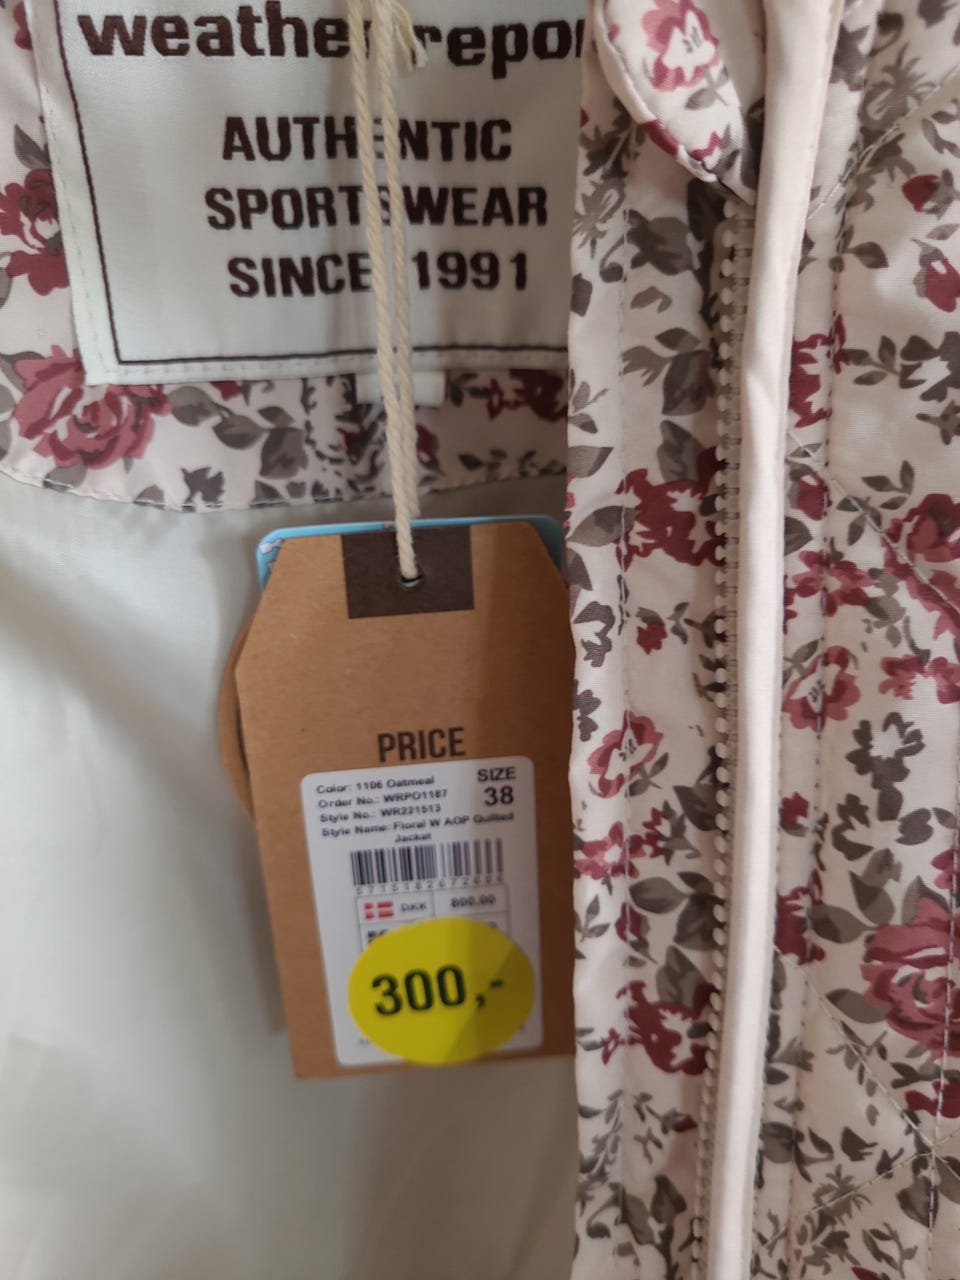 weather repor
AUTHENTIC
SPORTSWEAR
SINCE 1991
PRICE
Color: 1106 Oatmeal
SIZE
38
Order No.: WRPO1187
Style No.: WR221513
Style Name: Floral W AOP Quilted
Jacket
DKK 600.00
300,-